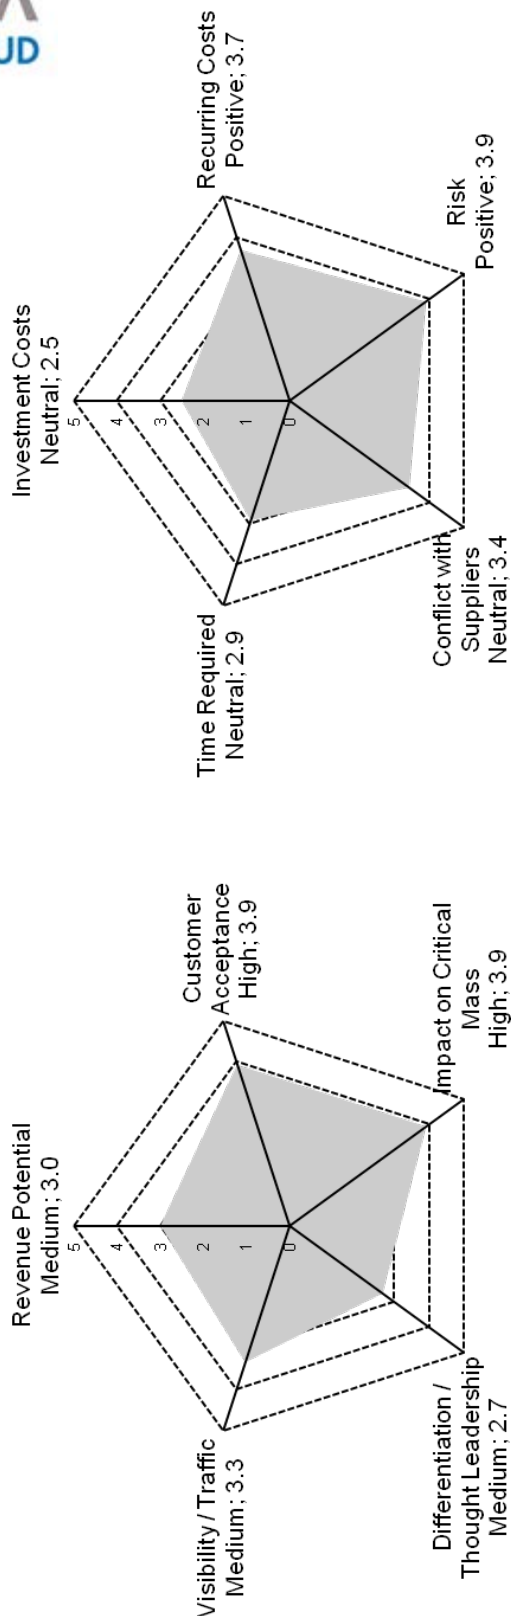 UD
Revenue Potential
Medium; 3.0
Customer
Acceptance
High; 3.9
Impact on Critical
Mass
High; 3.9
Differentiation /
Thought Leadership
Medium; 2.7
Visibility / Traffic
Medium; 3.3
5
4
3
2
1
0
Investment Costs
Neutral; 2.5
Recurring Costs
Positive; 3.7
Risk
Positive; 3.9
Conflict with
Suppliers
Neutral; 3.4
Time Required
Neutral; 2.9
5
4
3
2
1
0